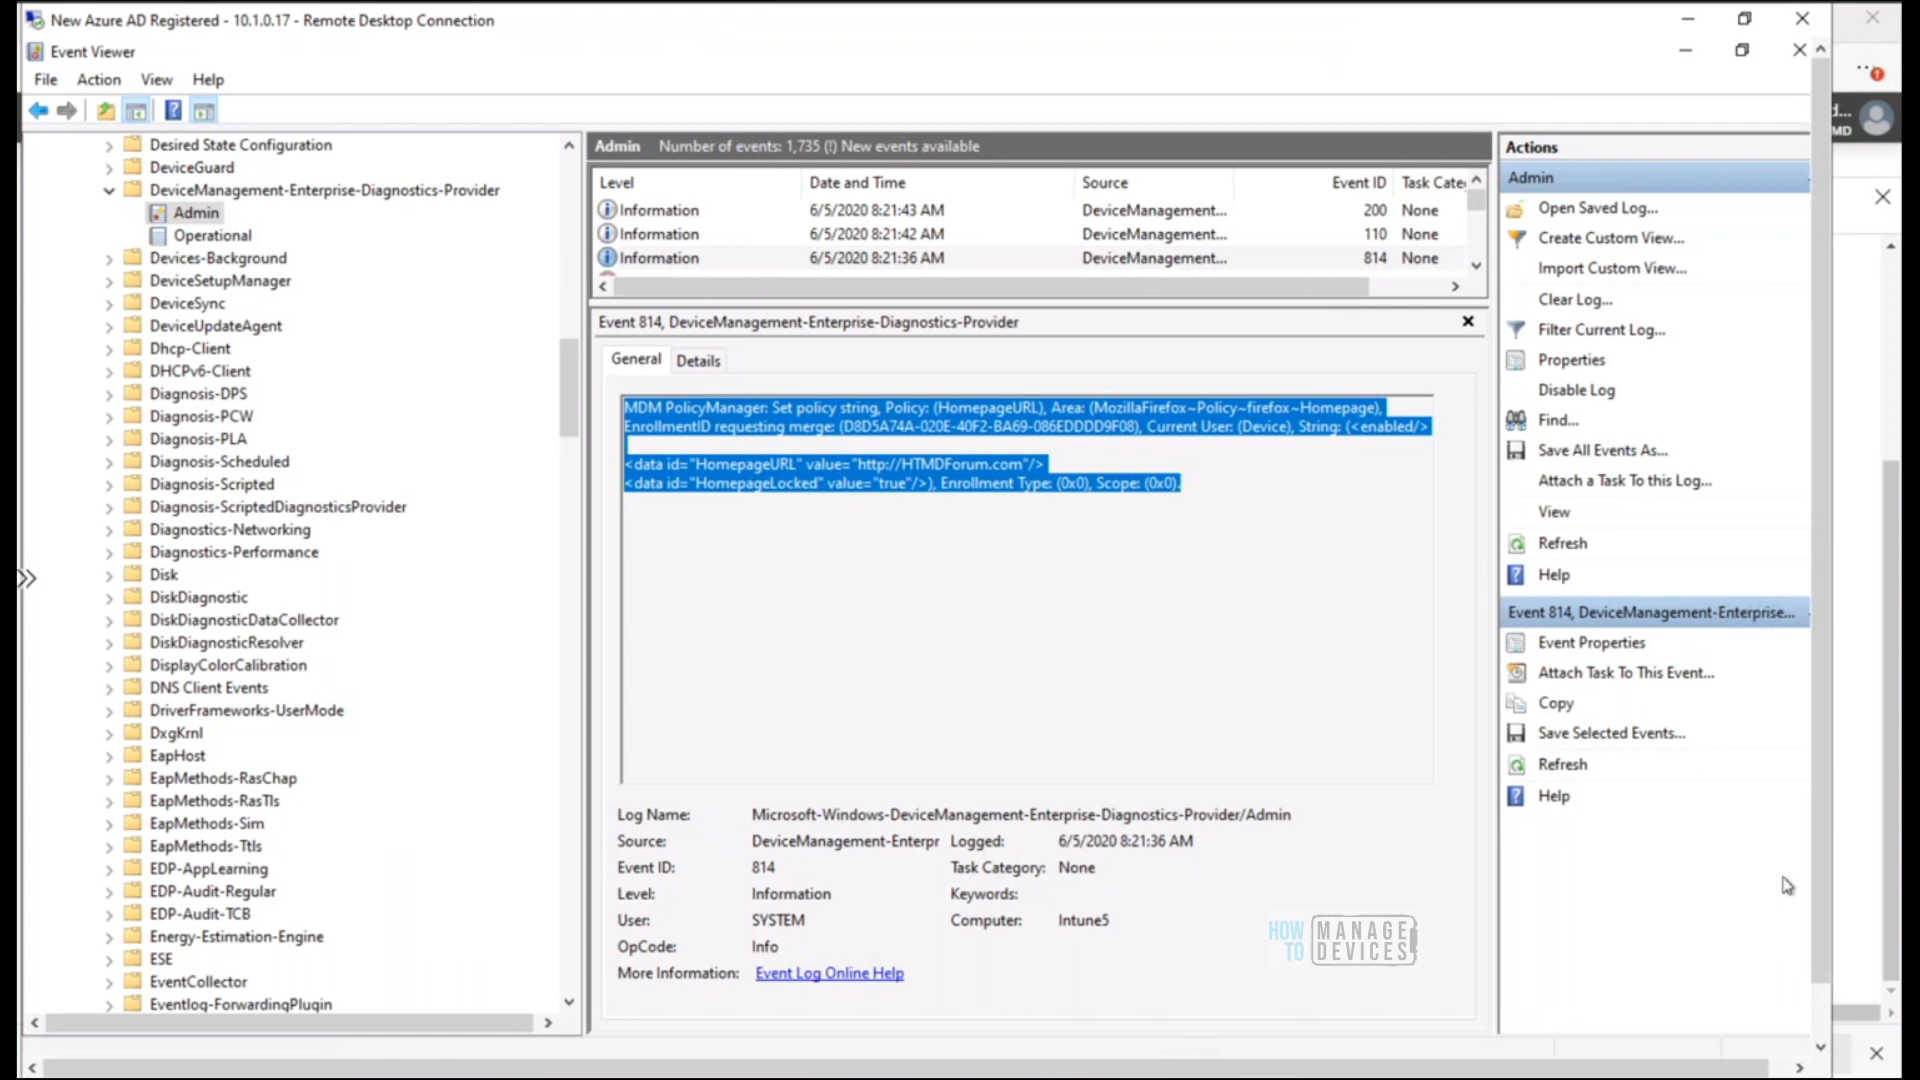 New Azure AD Registered - 10.1.0.17 - Remote Desktop Connection
Event Viewer
File Action View Help
Desired State Configuration
DeviceGuard
DeviceManagement-Enterprise-Diagnostics-Provider
Admin
Operational
Devices-Background
DeviceSetupManager
DeviceSync
DeviceUpdateAgent
Dhcp-Client
DHCPv6-Client
Diagnosis-DPS
Diagnosis-PCW
Diagnosis-PLA
Diagnosis-Scheduled
Diagnosis-Scripted
Diagnosis-ScriptedDiagnosticsProvider
Diagnostics-Networking
Diagnostics-Performance
Disk
DiskDiagnostic
DiskDiagnosticDataCollector
DiskDiagnosticResolver
DisplayColorCalibration
DNS Client Events
DriverFrameworks-UserMode
DxgKrnl
EapHost
EapMethods-RasChap
EapMethods-RasTls
EapMethods-Sim
EapMethods-Ttls
EDP-AppLearning
EDP-Audit-Regular
EDP-Audit-TCB
Energy-Estimation-Engine
ESE
EventCollector
Eventlog-ForwardingPlugin
Admin Number of events: 1,735 (!) New events available
Level Date and Time Source Event ID Task Cate
Information 6/5/2020 8:21:43 AM DeviceManagement... 200 None
Information 6/5/2020 8:21:42 AM DeviceManagement... 110 None
Information 6/5/2020 8:21:36 AM DeviceManagement... 814 None
Event 814, DeviceManagement-Enterprise-Diagnostics-Provider
General Details
MDM PolicyManager: Set policy string, Policy: (HomepageURL), Area: (MozillaFirefox~Policy~firefox~Homepage),
EnrollmentID requesting merge: (D8D5A74A-020E-40F2-BA69-086EDDDD9F08), Current User: (Device), String: (<enabled/>
<data id="HomepageURL" value="http://HTMDForum.com"/>
<data id="HomepageLocked" value="true"/>), Enrollment Type: (0x0), Scope: (0x0).
Log Name: Microsoft-Windows-DeviceManagement-Enterprise-Diagnostics-Provider/Admin
Source: DeviceManagement-Enterpr Logged: 6/5/2020 8:21:36 AM
Event ID: 814 Task Category: None
Level: Information Keywords:
User: SYSTEM Computer: Intune5
OpCode: Info
More Information: Event Log Online Help
HOW TO
MANAGE DEVICES
Actions
Admin
Open Saved Log...
Create Custom View...
Import Custom View...
Clear Log...
Filter Current Log...
Properties
Disable Log
Find...
Save All Events As...
Attach a Task To this Log...
View
Refresh
Help
Event 814, DeviceManagement-Enterprise...
Event Properties
Attach Task To This Event...
Copy
Save Selected Events...
Refresh
Help
d...
MD